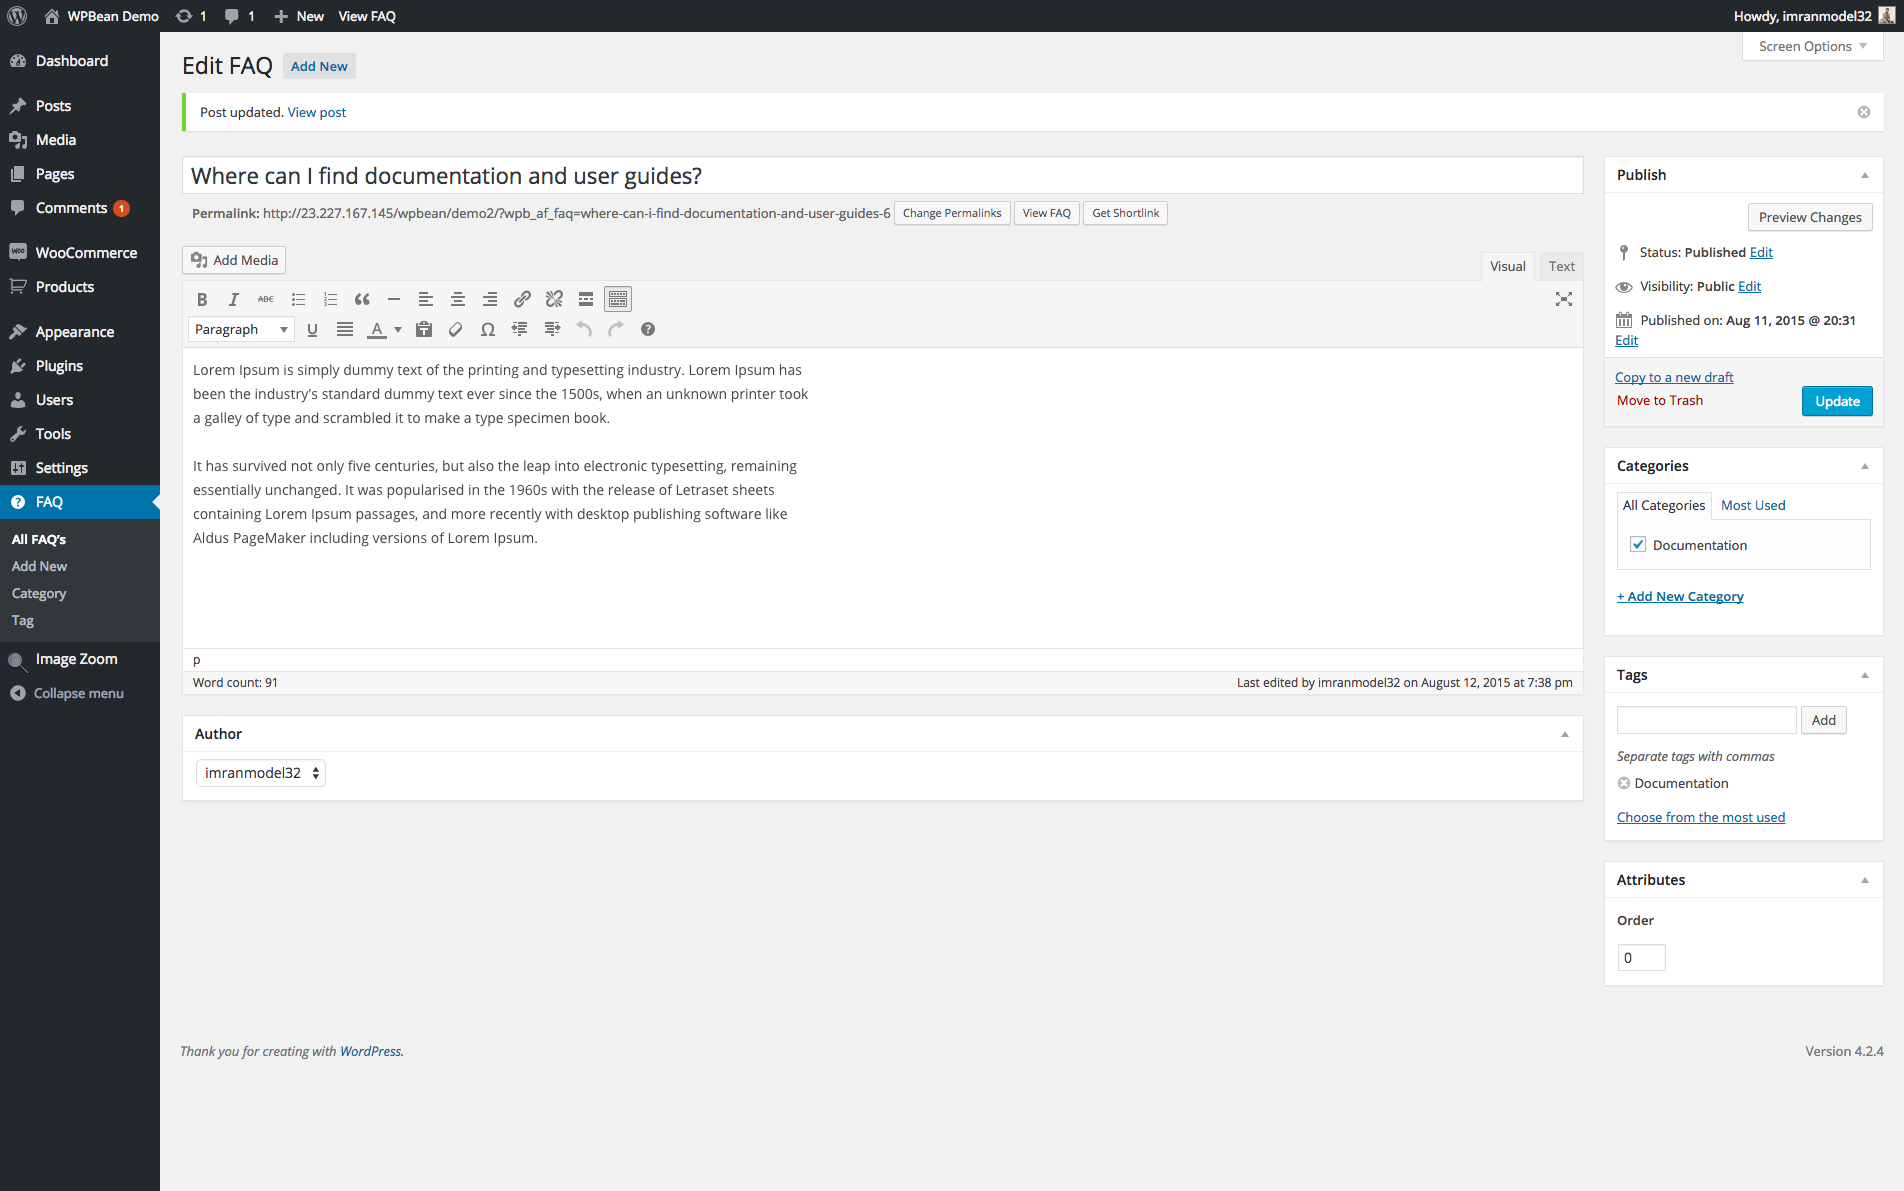 WPBean Demo 1 1 New View FAQ Howdy, imranmodel32
Screen Options
Dashboard
Posts
Media
Pages
Comments 1
WooCommerce
Products
Appearance
Plugins
Users
Tools
Settings
FAQ
All FAQ's
Add New
Category
Tag
Image Zoom
Collapse menu
Edit FAQ Add New
Post updated. View post
Where can I find documentation and user guides?
Permalink: http://23.227.167.145/wpbean/demo2/?wpb_af_faq=where-can-i-find-documentation-and-user-guides-6 Change Permalinks View FAQ Get Shortlink
Add Media
Visual Text
B I ABC
Paragraph U A Ω
Lorem Ipsum is simply dummy text of the printing and typesetting industry. Lorem Ipsum has
been the industry's standard dummy text ever since the 1500s, when an unknown printer took
a galley of type and scrambled it to make a type specimen book.
It has survived not only five centuries, but also the leap into electronic typesetting, remaining
essentially unchanged. It was popularised in the 1960s with the release of Letraset sheets
containing Lorem Ipsum passages, and more recently with desktop publishing software like
Aldus PageMaker including versions of Lorem Ipsum.
p
Word count: 91 Last edited by imranmodel32 on August 12, 2015 at 7:38 pm
Author
imranmodel32
Publish
Preview Changes
Status: Published Edit
Visibility: Public Edit
Published on: Aug 11, 2015 @ 20:31
Edit
Copy to a new draft
Move to Trash
Update
Categories
All Categories Most Used
Documentation
+ Add New Category
Tags
Add
Separate tags with commas
Documentation
Choose from the most used
Attributes
Order
0
Thank you for creating with WordPress. Version 4.2.4